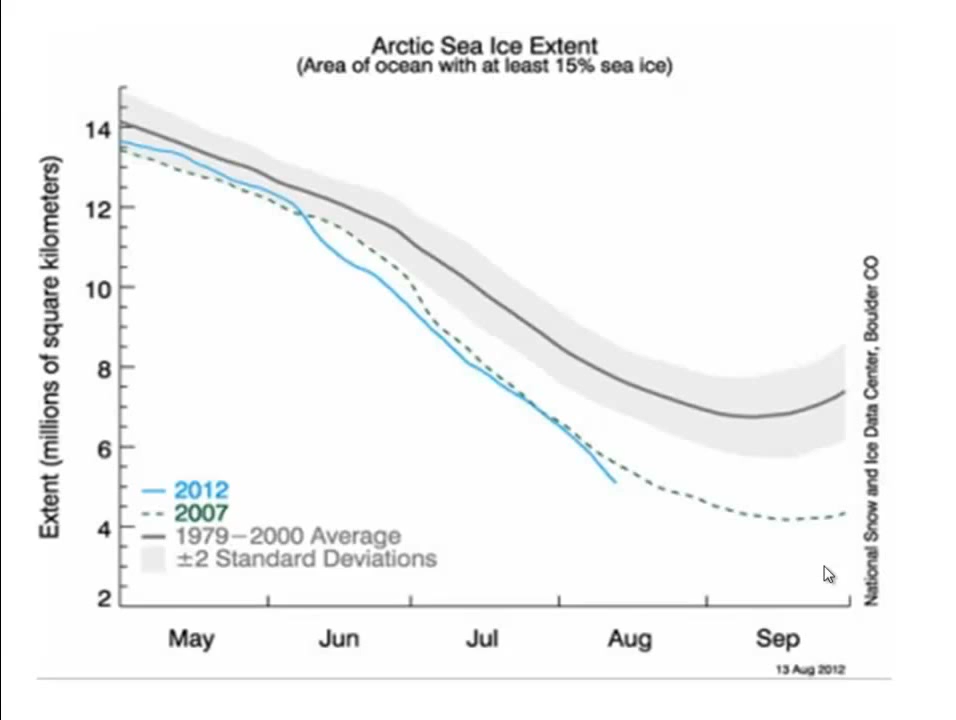 Arctic Sea Ice Extent
(Area of ocean with at least 15% sea ice)
Extent (millions of square kilometers)
14
12
10
8
6
4
2
2012
2007
1979−2000 Average
±2 Standard Deviations
May
Jun
Jul
Aug
Sep
National Snow and Ice Data Center, Boulder CO
13 Aug 2012